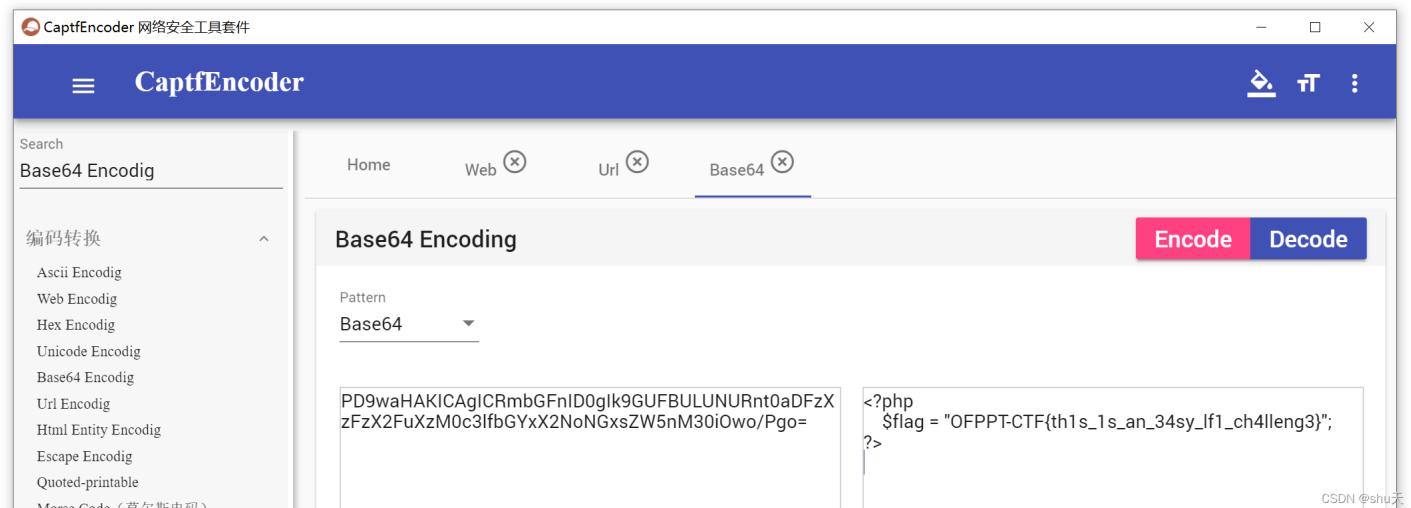 CaptfEncoder 网络安全工具套件
CaptfEncoder
Search
Base64 Encodig
编码转换
Ascii Encodig
Web Encodig
Hex Encodig
Unicode Encodig
Base64 Encodig
Url Encodig
Html Entity Encodig
Escape Encodig
Quoted-printable
Home
Web
Url
Base64
Base64 Encoding
Encode
Decode
Pattern
Base64
PD9waHAKICAgICRmbGFnID0gIk9GUFBULUNURnt0aDFzX
zFzX2FuXzM0c3lfbGYxX2NoNGxsZW5nM30iOwo/Pgo=
<?php
$flag = "OFPPT-CTF{th1s_1s_an_34sy_lf1_ch4lleng3}";
?>
CSDN @shu天